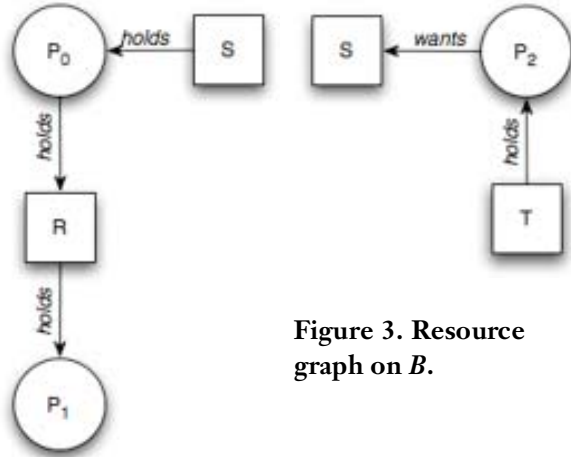 P0 holds S S wants P2
holds holds
R T
holds
Figure 3. Resource
graph on B.
P1